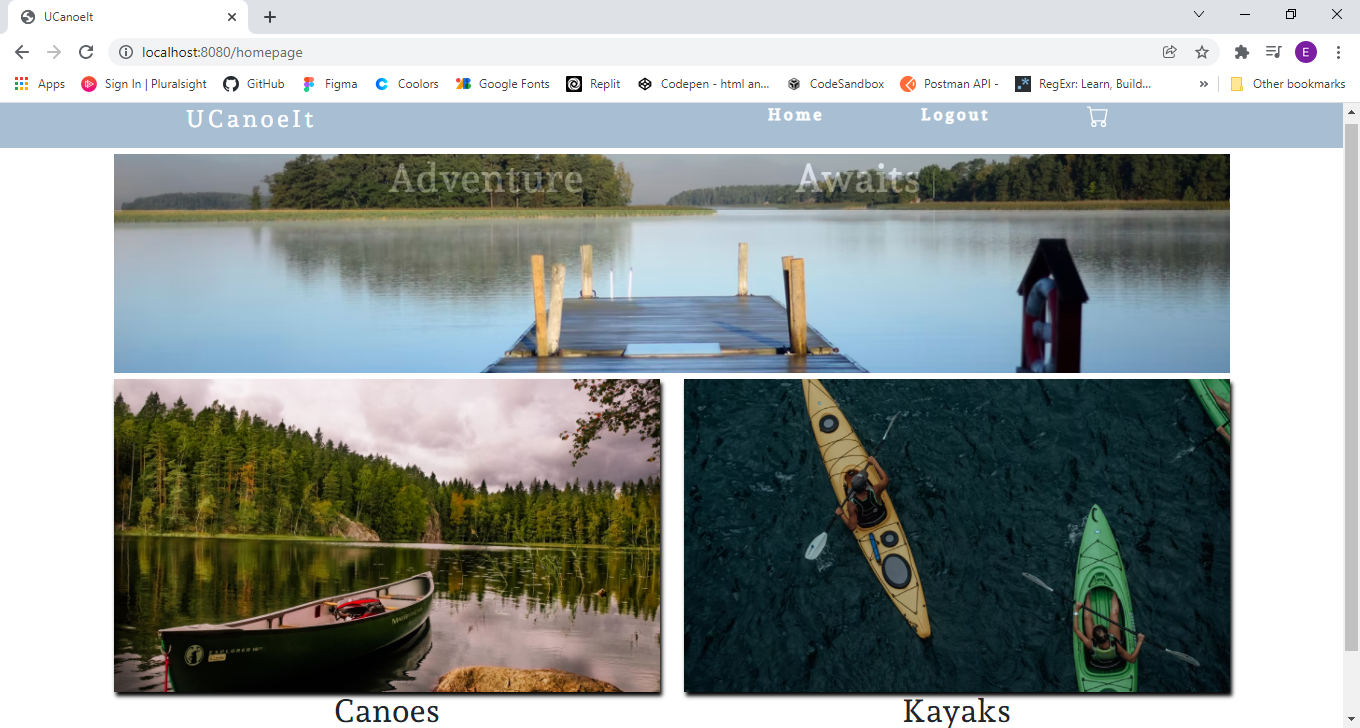 UCanoeIt
localhost:8080/homepage
E
Apps Sign In | Pluralsight GitHub Figma Coolors Google Fonts Replit Codepen - html an... CodeSandbox Postman API - RegExr: Learn, Build... » Other bookmarks
UCanoeIt Home Logout
Adventure Awaits
EXPLORER
Canoes Kayaks